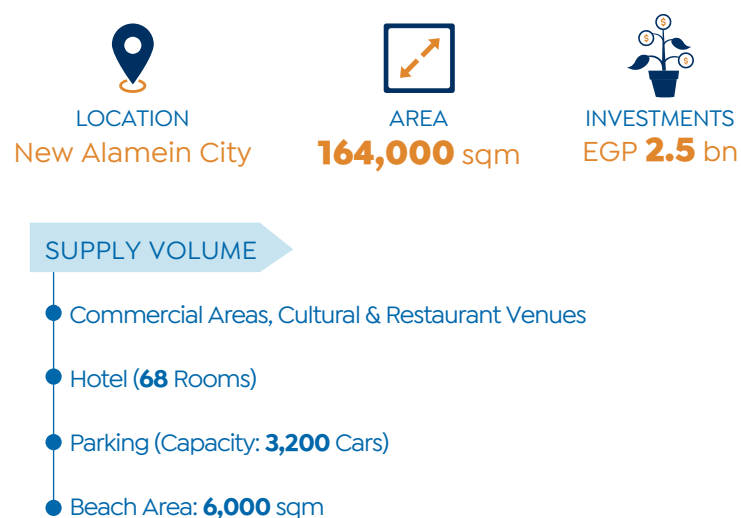 LOCATION
New Alamein City
AREA
164,000 sqm
INVESTMENTS
EGP 2.5 bn
SUPPLY VOLUME
Commercial Areas, Cultural & Restaurant Venues
Hotel (68 Rooms)
Parking (Capacity: 3,200 Cars)
Beach Area: 6,000 sqm